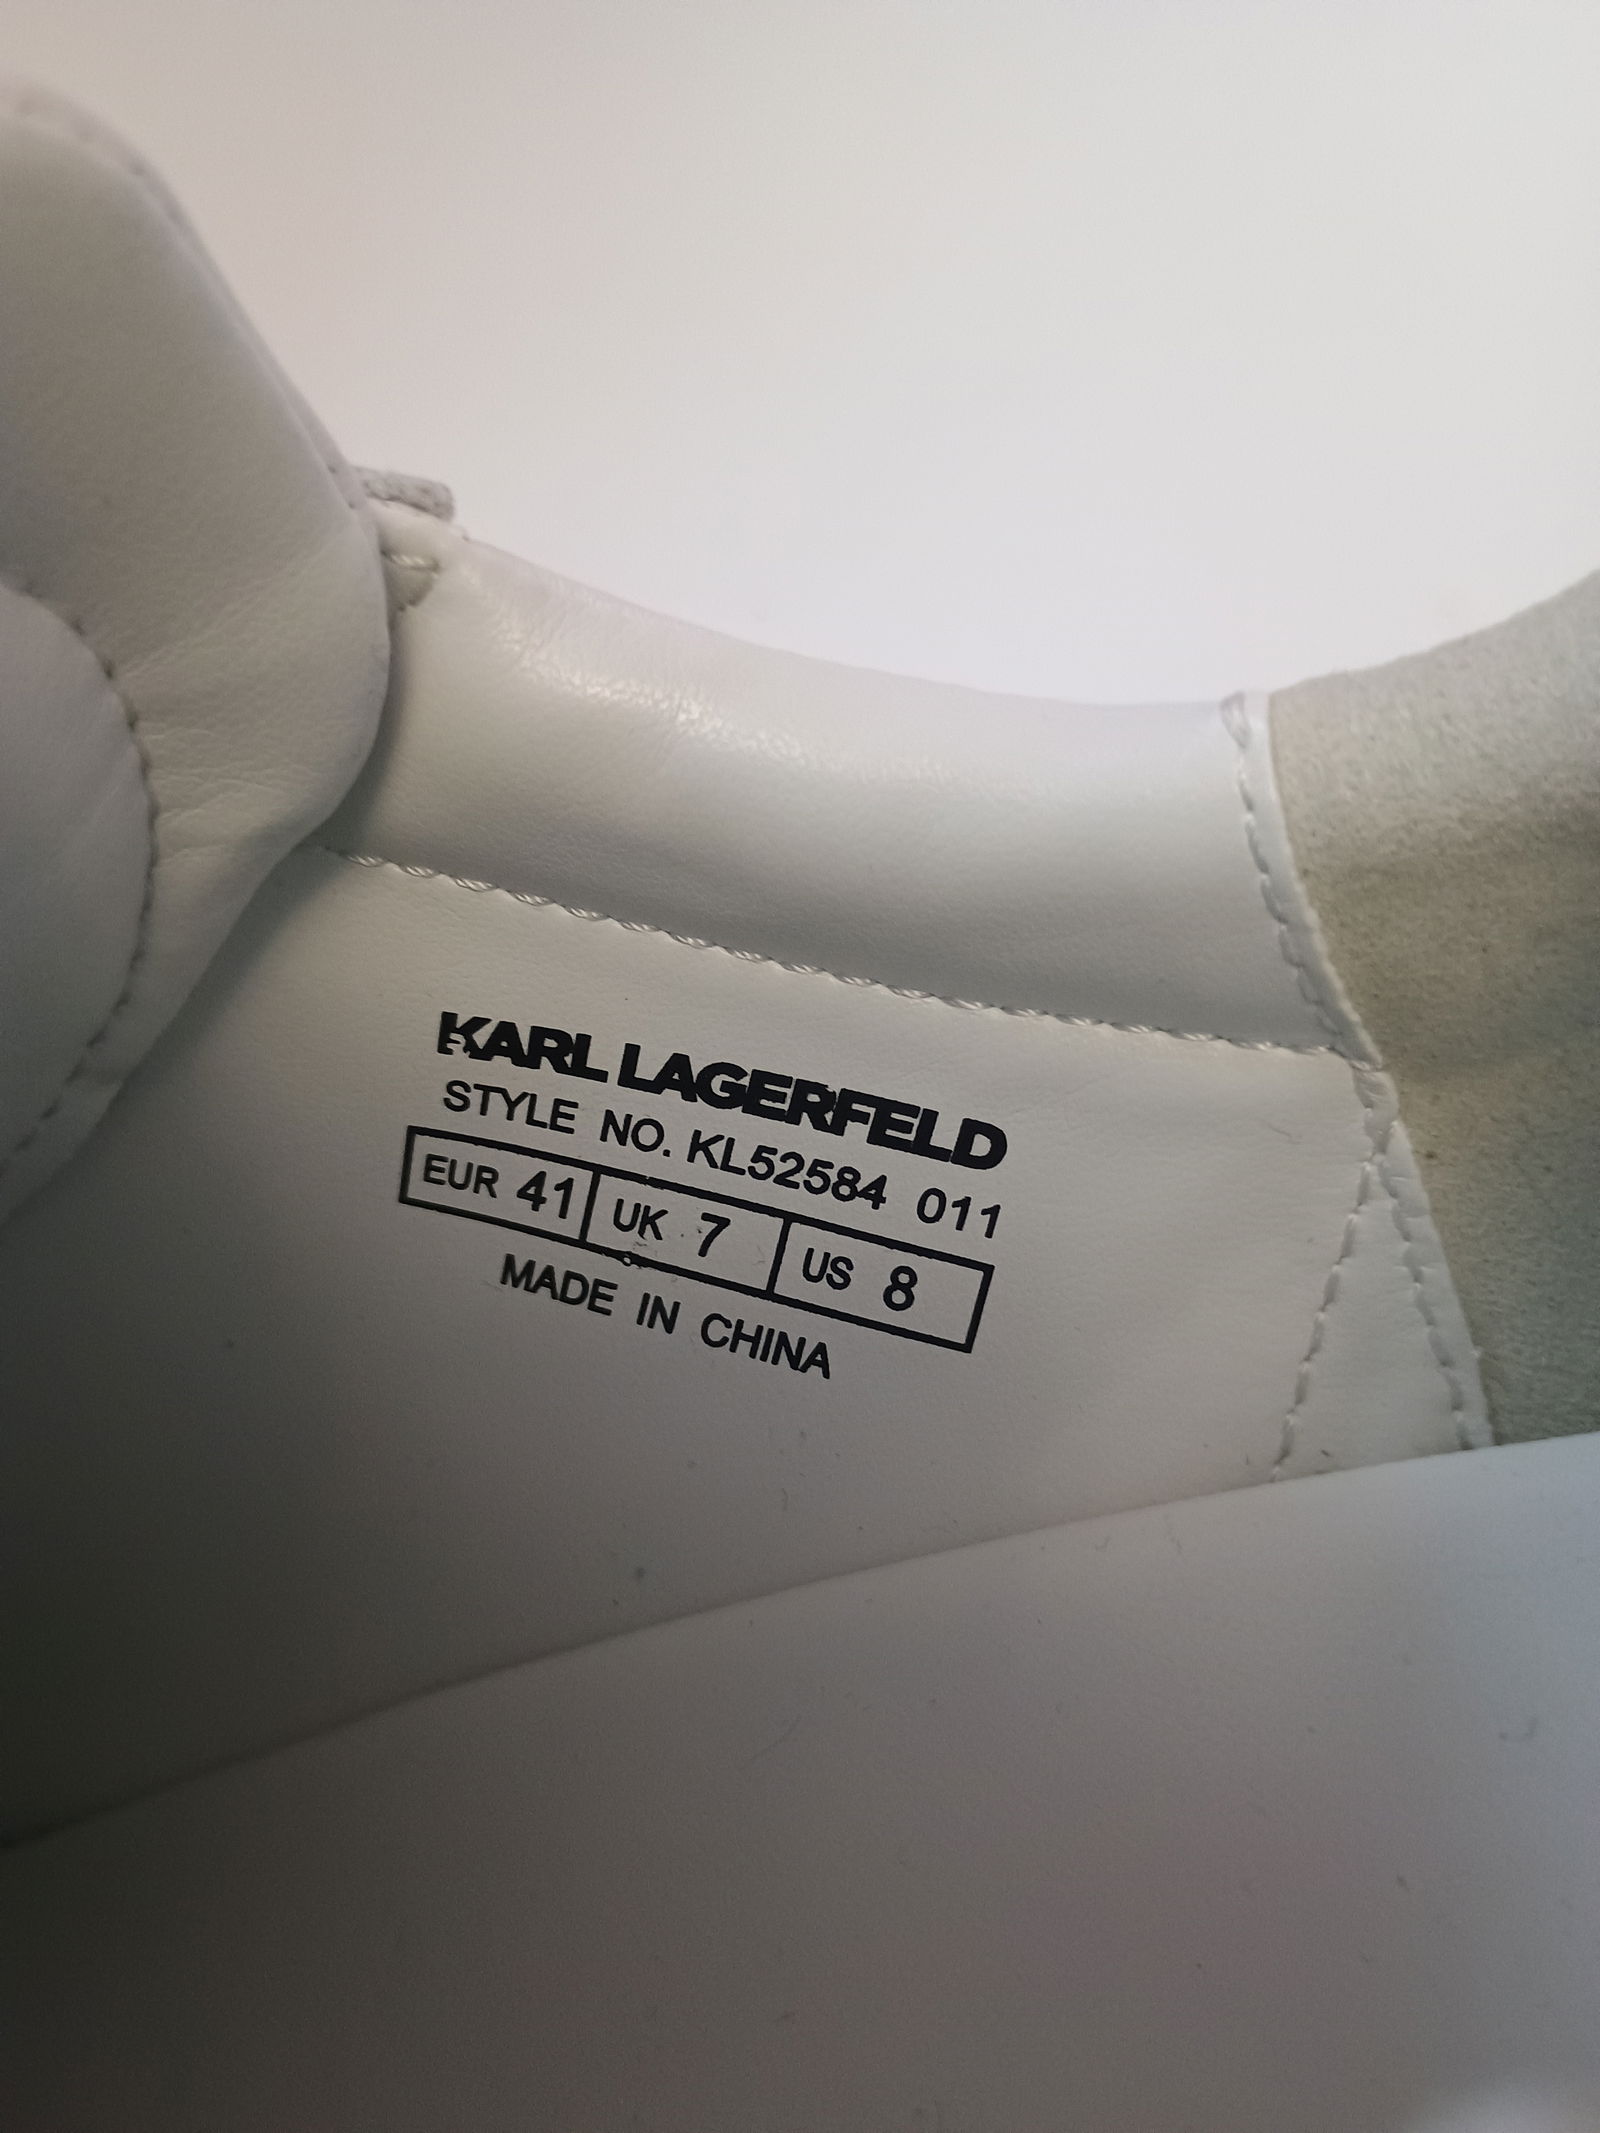 KARL LAGERFELD
STYLE NO. KL52584 011
EUR 41 UK 7 US 8
MADE IN CHINA